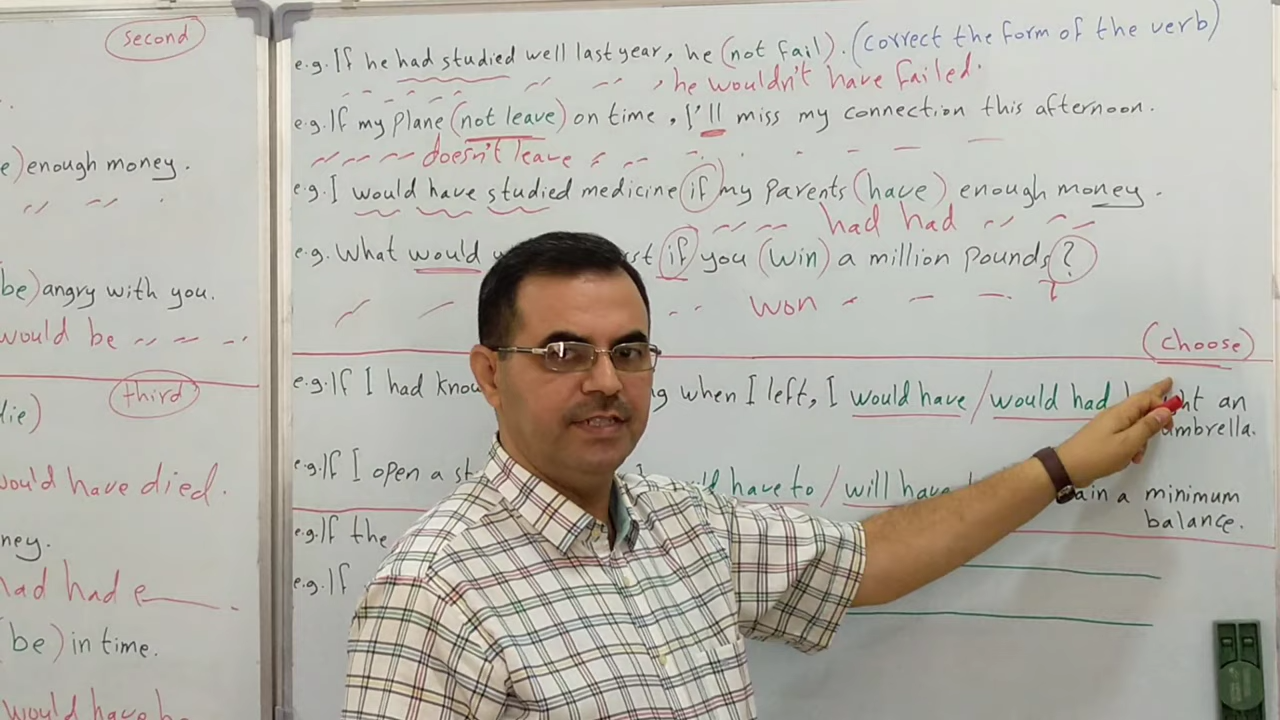 second
e) enough money.
be) angry with you.
would be
third
die)
would have died.
ney.
had had e
(be) in time.
would have be
e.g. If he had studied well last year, he (not fail). (correct the form of the verb)
, he wouldn't have failed.
e.g. If my plane (not leave) on time, I'll miss my connection this afternoon.
doesn't leave
e.g. I would have studied medicine if my parents (have) enough money.
had had
e.g. What would if you (win) a million pounds?
won
(choose)
e.g. If I had when I left, I would have / would had an
umbrella.
e.g. If I open a have to / will have a minimum
balance.
e.g. If the
e.g. If